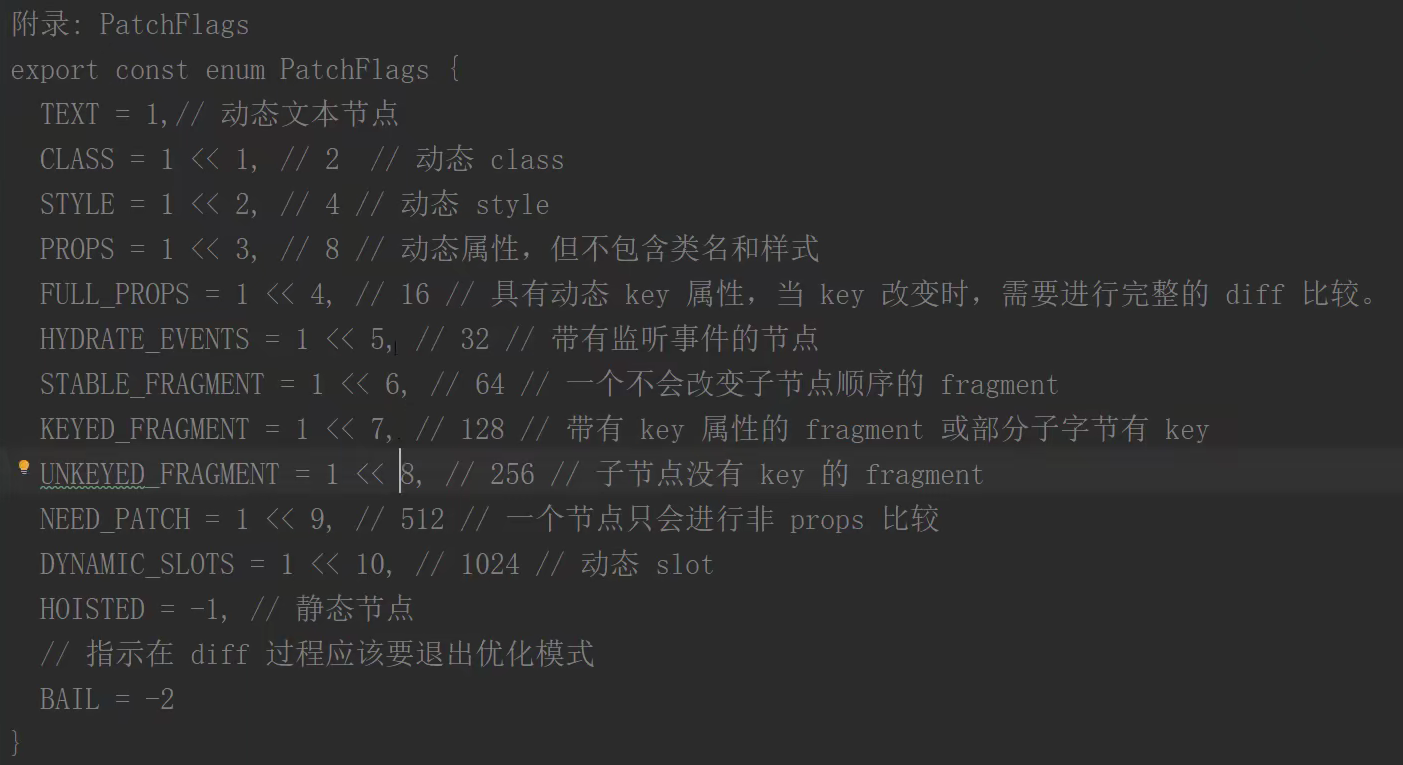 附录: PatchFlags
export const enum PatchFlags {
TEXT = 1,// 动态文本节点
CLASS = 1 << 1, // 2  // 动态 class
STYLE = 1 << 2, // 4 // 动态 style
PROPS = 1 << 3, // 8 // 动态属性，但不包含类名和样式
FULL_PROPS = 1 << 4, // 16 // 具有动态 key 属性，当 key 改变时，需要进行完整的 diff 比较。
HYDRATE_EVENTS = 1 << 5, // 32 // 带有监听事件的节点
STABLE_FRAGMENT = 1 << 6, // 64 // 一个不会改变子节点顺序的 fragment
KEYED_FRAGMENT = 1 << 7, // 128 // 带有 key 属性的 fragment 或部分子字节有 key
UNKEYED_FRAGMENT = 1 << 8, // 256 // 子节点没有 key 的 fragment
NEED_PATCH = 1 << 9, // 512 // 一个节点只会进行非 props 比较
DYNAMIC_SLOTS = 1 << 10, // 1024 // 动态 slot
HOISTED = -1, // 静态节点
// 指示在 diff 过程应该要退出优化模式
BAIL = -2
}